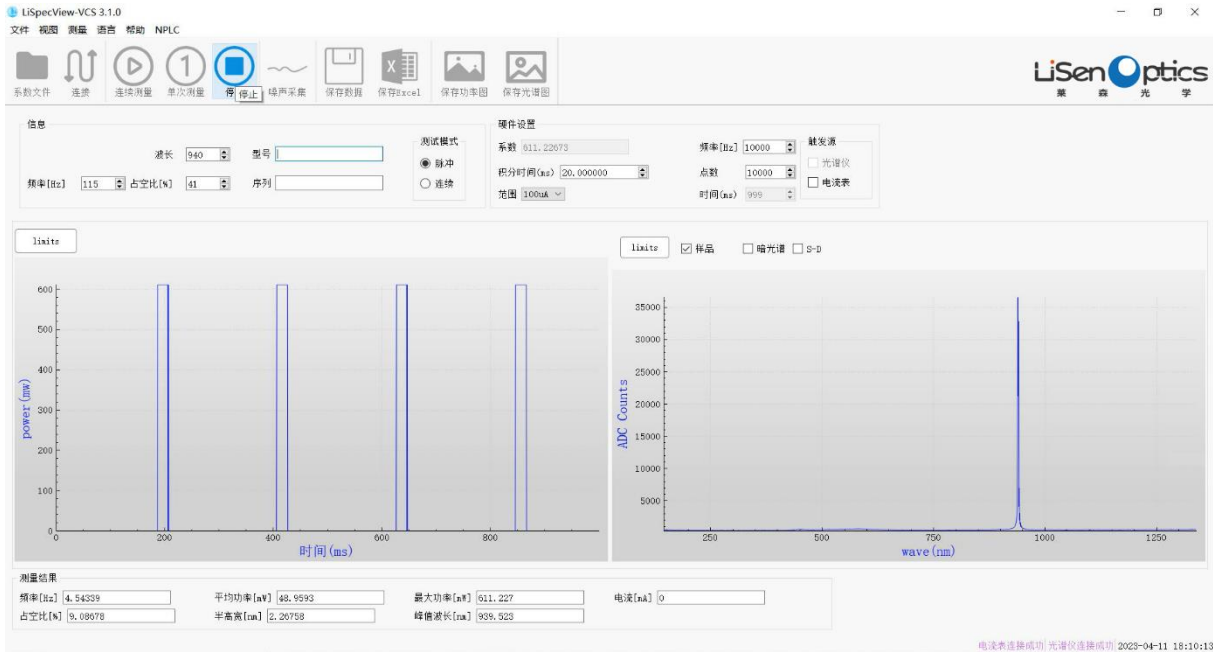 LiSpecView-VCS 3.1.0
文件 视图 测量 语言 帮助 NPLC
LiSenOptics
莱森光学
系数文件 连接 连续测量 单次测量 停 停止 噪声采集 保存数据 保存Excel 保存功率图 保存光谱图
信息
波长 940 型号
频率[Hz] 115 占空比[%] 41 序列
测试模式
脉冲
连续
硬件设置
系数 611.22673 频率[Hz] 10000
积分时间(ms) 20.000000 点数 10000
范围 100uA 时间(ms) 999
触发源
光谱仪
电流表
limits
600
500
400
300
200
100
0
power(mw)
0 200 400 600 800
时间(ms)
limits 样品 暗光谱 S-D
35000
30000
25000
20000
15000
10000
5000
ADC Counts
250 500 750 1000 1250
wave(nm)
测量结果
频率[Hz] 4.54339 平均功率[mW] 48.9593 最大功率[mW] 611.227 电流[mA] 0
占空比[%] 9.08678 半高宽[nm] 2.26758 峰值波长[nm] 939.523
电流表连接成功 光谱仪连接成功 2023-04-11 18:10:13